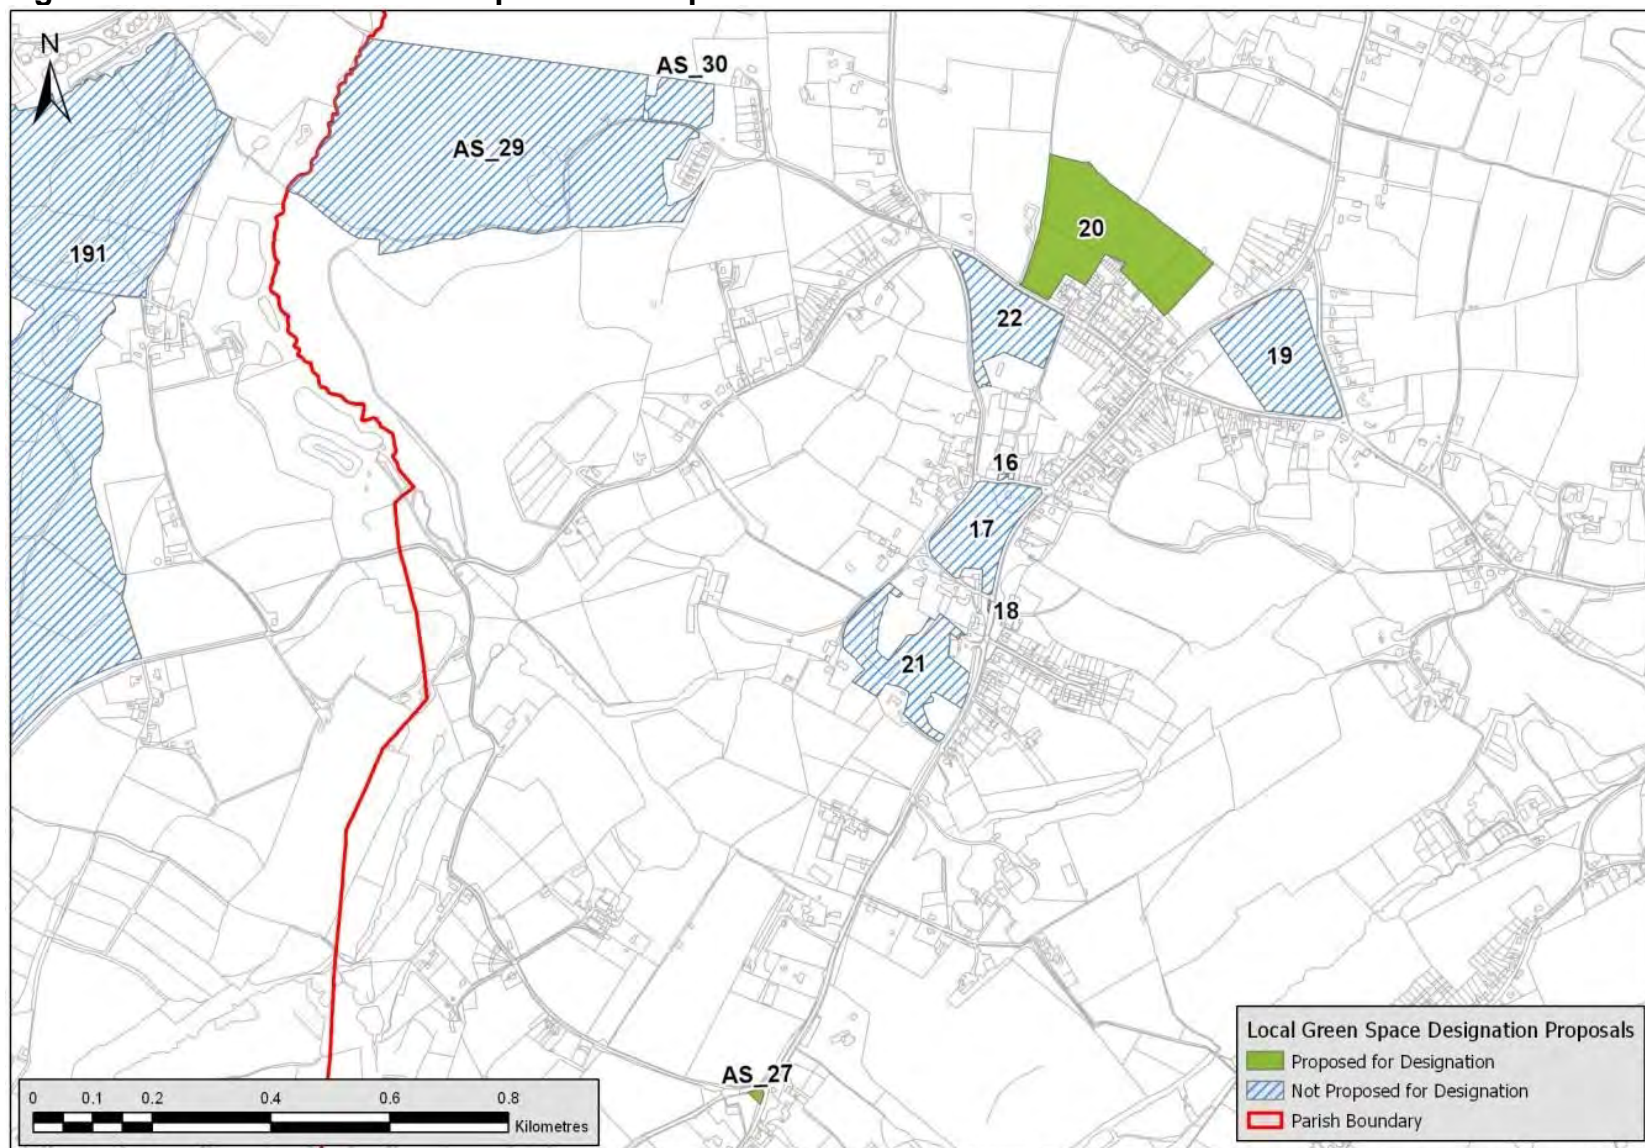 N
AS_30
AS_29
191
20
22
19
16
17
18
21
AS_27
Local Green Space Designation Proposals
Proposed for Designation
Not Proposed for Designation
Parish Boundary
0 0.1 0.2 0.4 0.6 0.8
Kilometres